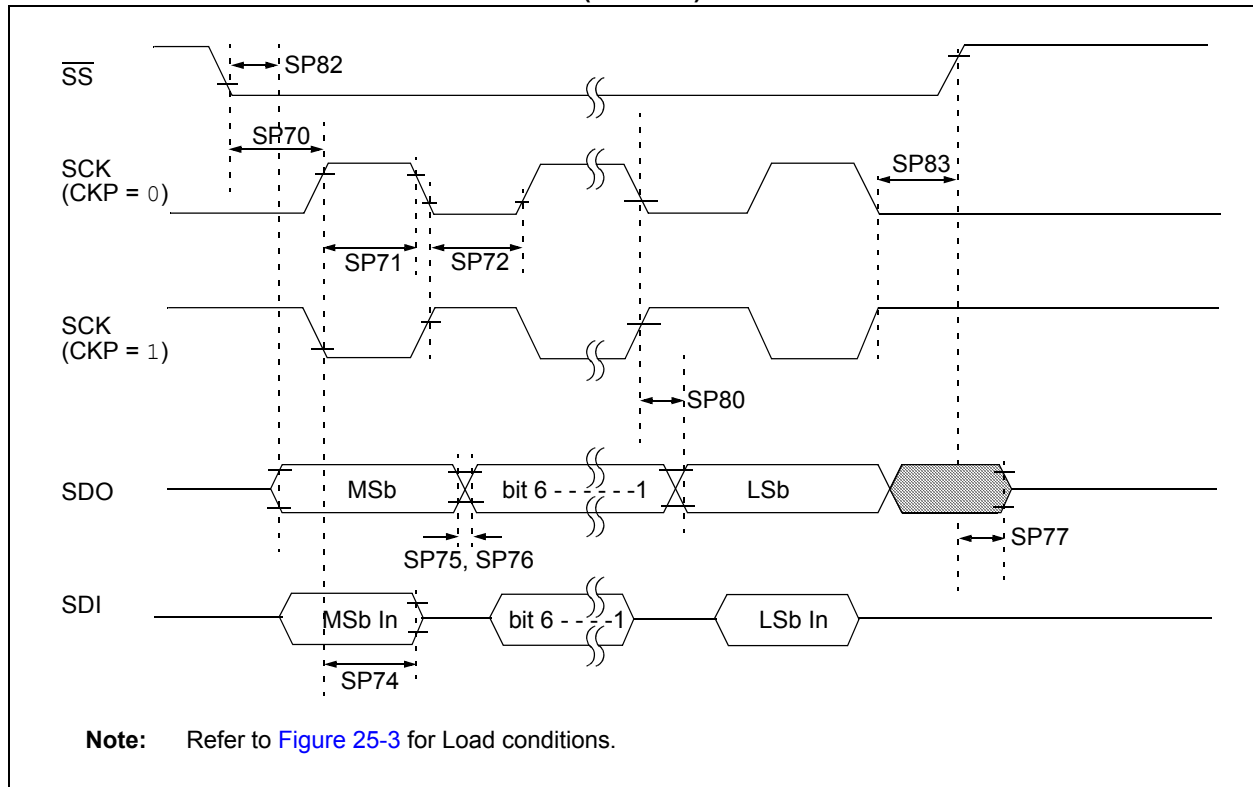 SS
SP82
SP70
SCK
(CKP = 0)
SP83
SP71
SP72
SCK
(CKP = 1)
SP80
SDO
MSb
bit 6 - - - - - -1
LSb
SP75, SP76
SP77
SDI
MSb In
bit 6 - - - -1
LSb In
SP74
Note: Refer to Figure 25-3 for Load conditions.